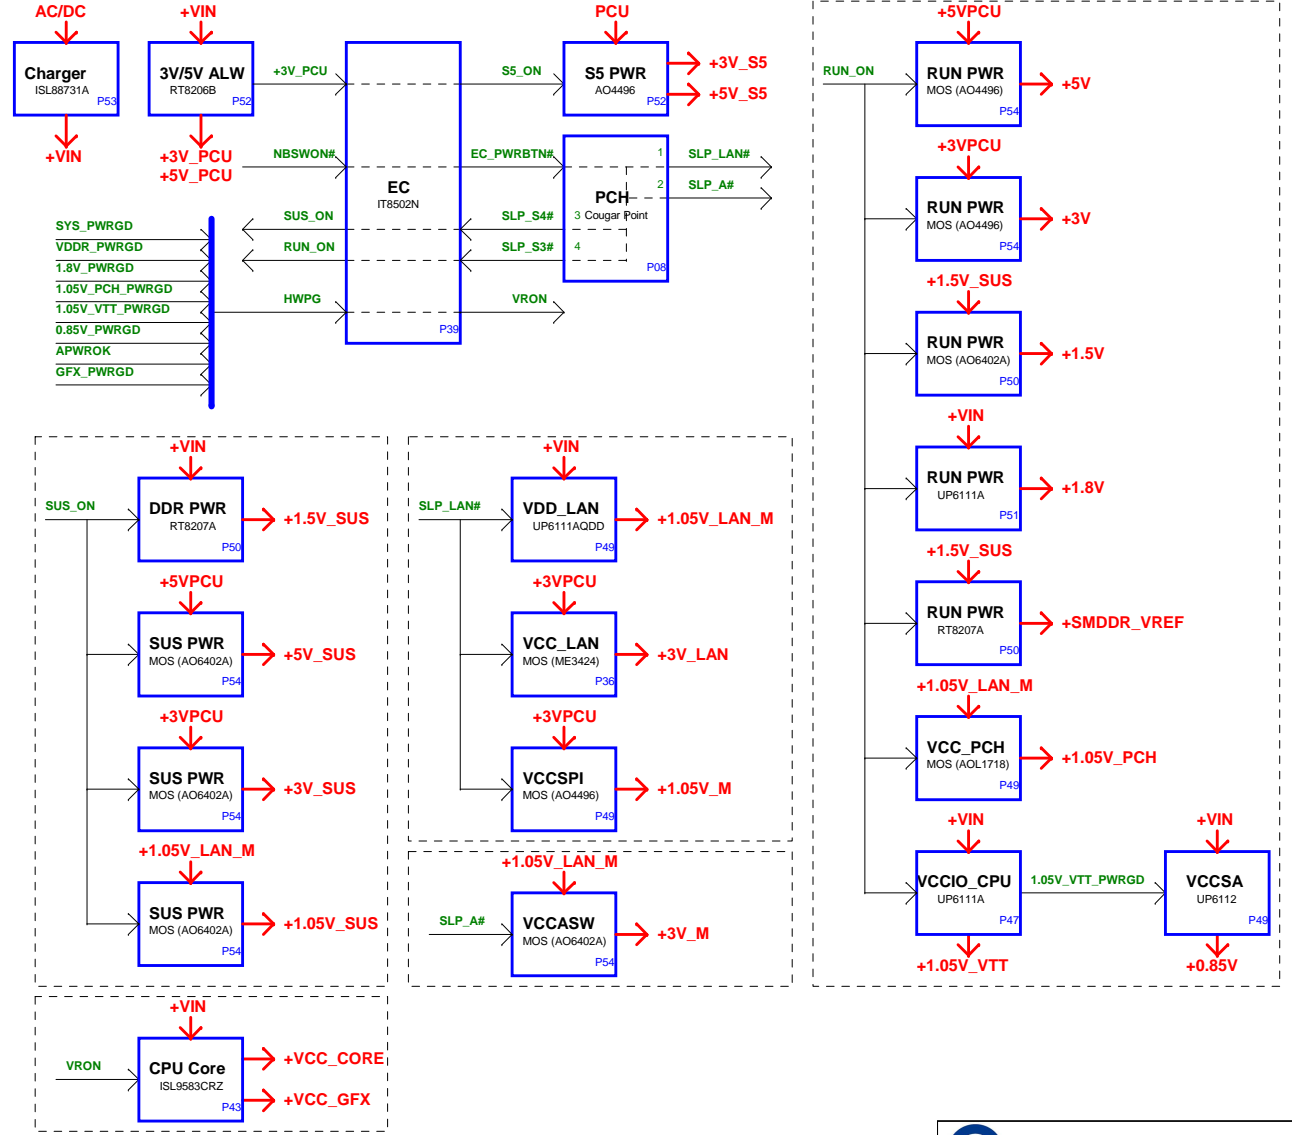 AC/DC
Charger
ISL88731A
P53
+VIN
+VIN
3V/5V ALW
RT8206B
P52
+3V_PCU
+5V_PCU
+3V_PCU
NBSWON#
SUS_ON
RUN_ON
HWPG
EC
IT8502N
P39
S5_ON
EC_PWRBTN#
SLP_S4#
SLP_S3#
VRON
PCU
S5 PWR
AO4496
P52
+3V_S5
+5V_S5
1
2
PCH
3 Cougar Point
4
P08
SLP_LAN#
SLP_A#
SYS_PWRGD
VDDR_PWRGD
1.8V_PWRGD
1.05V_PCH_PWRGD
1.05V_VTT_PWRGD
0.85V_PWRGD
APWROK
GFX_PWRGD
SUS_ON
+VIN
DDR PWR
RT8207A
P50
+1.5V_SUS
+5VPCU
SUS PWR
MOS (AO6402A)
P54
+5V_SUS
+3VPCU
SUS PWR
MOS (AO6402A)
P54
+3V_SUS
+1.05V_LAN_M
SUS PWR
MOS (AO6402A)
P54
+1.05V_SUS
VRON
+VIN
CPU Core
ISL9583CRZ
P43
+VCC_CORE
+VCC_GFX
SLP_LAN#
+VIN
VDD_LAN
UP6111AQDD
P49
+1.05V_LAN_M
+3VPCU
VCC_LAN
MOS (ME3424)
P36
+3V_LAN
+3VPCU
VCCSPI
MOS (AO4496)
P49
+1.05V_M
+1.05V_LAN_M
SLP_A#
VCCASW
MOS (AO6402A)
P54
+3V_M
RUN_ON
+5VPCU
RUN PWR
MOS (AO4496)
P54
+5V
+3VPCU
RUN PWR
MOS (AO4496)
P54
+3V
+1.5V_SUS
RUN PWR
MOS (AO6402A)
P50
+1.5V
+VIN
RUN PWR
UP6111A
P51
+1.8V
+1.5V_SUS
RUN PWR
RT8207A
P50
+SMDDR_VREF
+1.05V_LAN_M
VCC_PCH
MOS (AOL1718)
P49
+1.05V_PCH
+VIN
VCCIO_CPU
UP6111A
P47
+1.05V_VTT
1.05V_VTT_PWRGD
+VIN
VCCSA
UP6112
P49
+0.85V